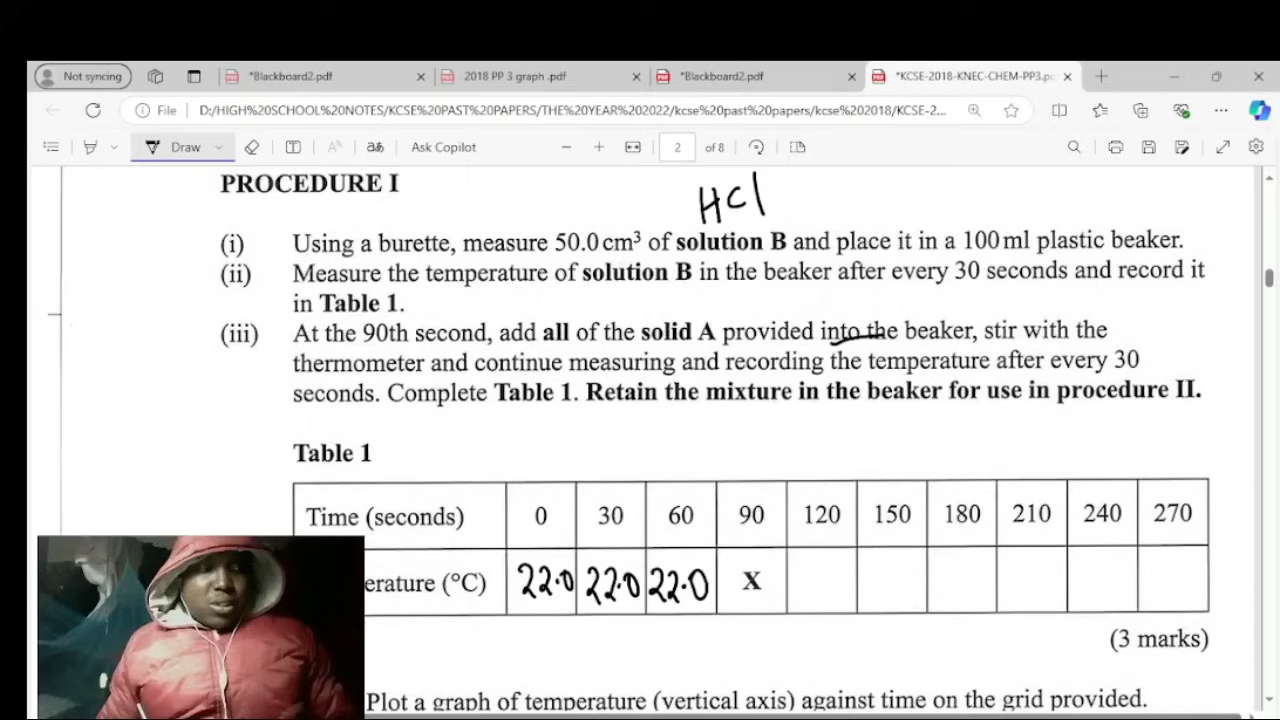 Not syncing
*Blackboard2.pdf
2018 PP 3 graph .pdf
*Blackboard2.pdf
*KCSE-2018-KNEC-CHEM-PP3.p
File
D:/HIGH%20SCHOOL%20NOTES/KCSE%20PAST%20PAPERS/THE%20YEAR%202022/kcse%20past%20papers/kcse%202018/KCSE-2...
Draw
Ask Copilot
2 of 8
PROCEDURE I
HCl
(i) Using a burette, measure 50.0 cm³ of solution B and place it in a 100 ml plastic beaker.
(ii) Measure the temperature of solution B in the beaker after every 30 seconds and record it
in Table 1.
(iii) At the 90th second, add all of the solid A provided into the beaker, stir with the
thermometer and continue measuring and recording the temperature after every 30
seconds. Complete Table 1. Retain the mixture in the beaker for use in procedure II.
Table 1
Time (seconds) 0 30 60 90 120 150 180 210 240 270
erature (°C) 22.0 22.0 22.0 X
(3 marks)
Plot a graph of temperature (vertical axis) against time on the grid provided.